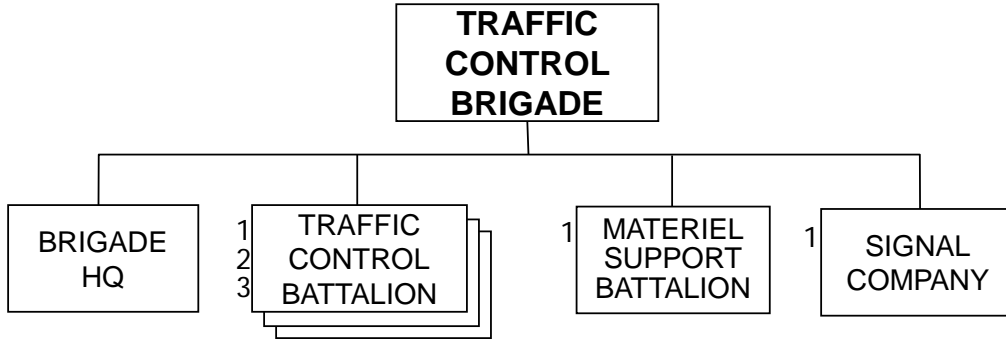 TRAFFIC
CONTROL
BRIGADE
BRIGADE
HQ
1 TRAFFIC
2 CONTROL
3 BATTALION
1 MATERIEL
SUPPORT
BATTALION
1 SIGNAL
COMPANY